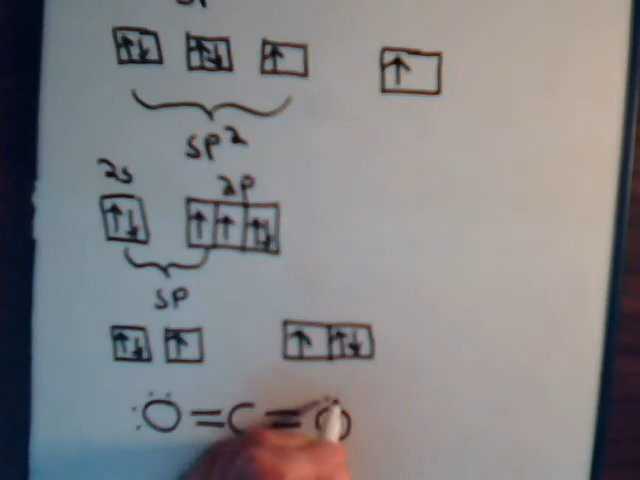 ↑↓ ↑↓ ↑ ↑
sp²
2s 2p
↑↓ ↑ ↑ ↑↓
sp
↑↓ ↑ ↑ ↑↓
:Ö=C=O